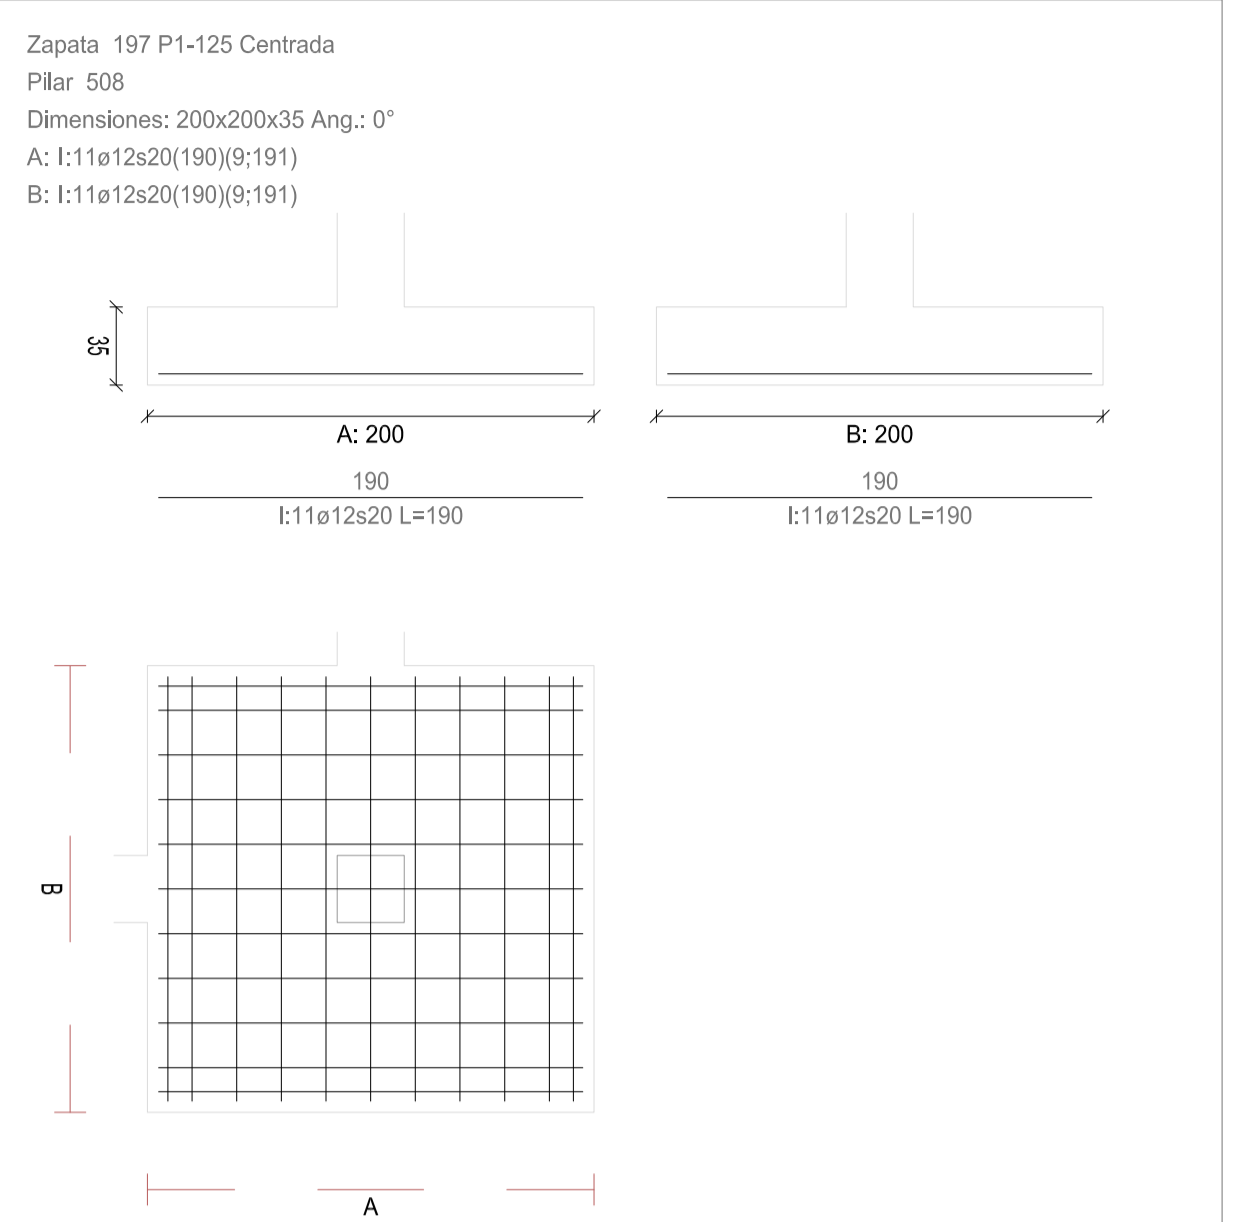 Zapata 197 P1-125 Centrada
Pilar 508
Dimensiones: 200x200x35 Ang.: 0°
A: I:11ø12s20(190)(9;191)
B: I:11ø12s20(190)(9;191)
35
A: 200
B: 200
190
190
I:11ø12s20 L=190
I:11ø12s20 L=190
B
A